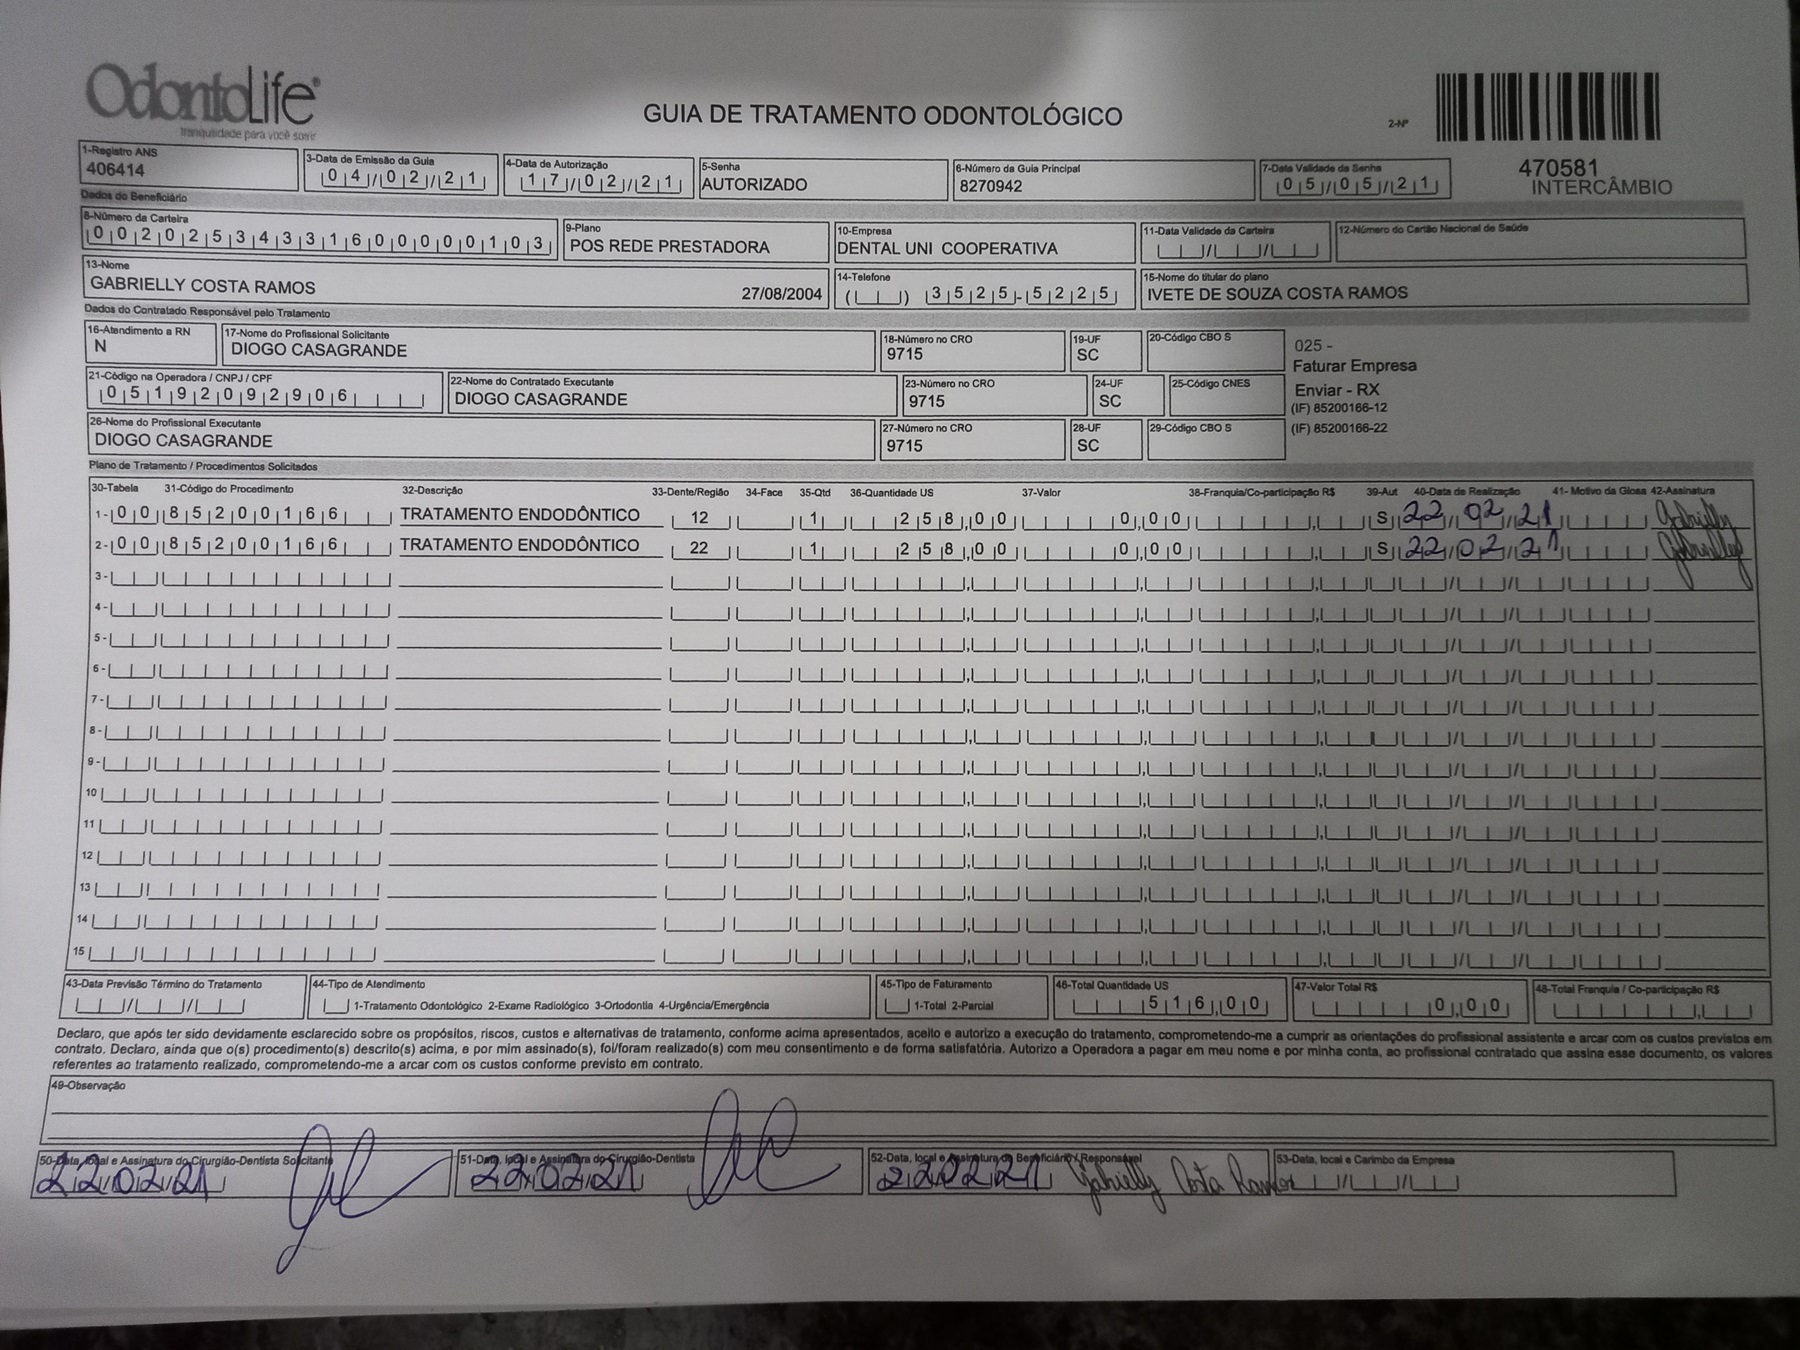 OdontoLife®
tranquilidade para você sorrir
GUIA DE TRATAMENTO ODONTOLÓGICO
2-Nº
470581
INTERCÂMBIO
1-Registro ANS
406414
3-Data de Emissão da Guia
04/02/21
4-Data de Autorização
17/02/21
5-Senha
AUTORIZADO
6-Número da Guia Principal
8270942
7-Data Validade da Senha
05/05/21
Dados do Beneficiário
8-Número da Carteira
00202534331600000103
9-Plano
POS REDE PRESTADORA
10-Empresa
DENTAL UNI COOPERATIVA
11-Data Validade da Carteira
12-Número do Cartão Nacional de Saúde
13-Nome
GABRIELLY COSTA RAMOS 27/08/2004
14-Telefone
( ) 3525-5225
15-Nome do titular do plano
IVETE DE SOUZA COSTA RAMOS
Dados do Contratado Responsável pelo Tratamento
16-Atendimento a RN
N
17-Nome do Profissional Solicitante
DIOGO CASAGRANDE
18-Número no CRO
9715
19-UF
SC
20-Código CBO S
025 -
Faturar Empresa
Enviar - RX
(IF) 85200166-12
(IF) 85200166-22
21-Código na Operadora / CNPJ / CPF
05192092906
22-Nome do Contratado Executante
DIOGO CASAGRANDE
23-Número no CRO
9715
24-UF
SC
25-Código CNES
26-Nome do Profissional Executante
DIOGO CASAGRANDE
27-Número no CRO
9715
28-UF
SC
29-Código CBO S
Plano de Tratamento / Procedimentos Solicitados
30-Tabela 31-Código do Procedimento 32-Descrição 33-Dente/Região 34-Face 35-Qtd 36-Quantidade US 37-Valor 38-Franquia/Co-participação R$ 39-Aut 40-Data de Realização 41- Motivo da Glosa 42-Assinatura
1- 00 85200166 TRATAMENTO ENDODÔNTICO 12 1 258,00 0,00 S 22/02/21 Gabrielly
2- 00 85200166 TRATAMENTO ENDODÔNTICO 22 1 258,00 0,00 S 22/02/21 Gabrielly
3-
4-
5-
6-
7-
8-
9-
10
11
12
13
14
15
43-Data Previsão Término do Tratamento
44-Tipo de Atendimento
1-Tratamento Odontológico 2-Exame Radiológico 3-Ortodontia 4-Urgência/Emergência
45-Tipo de Faturamento
1-Total 2-Parcial
46-Total Quantidade US
516,00
47-Valor Total R$
0,00
48-Total Franquia / Co-participação R$
Declaro, que após ter sido devidamente esclarecido sobre os propósitos, riscos, custos e alternativas de tratamento, conforme acima apresentados, aceito e autorizo a execução do tratamento, comprometendo-me a cumprir as orientações do profissional assistente e arcar com os custos previstos em
contrato. Declaro, ainda que o(s) procedimento(s) descrito(s) acima, e por mim assinado(s), foi/foram realizado(s) com meu consentimento e de forma satisfatória. Autorizo a Operadora a pagar em meu nome e por minha conta, ao profissional contratado que assina esse documento, os valores
referentes ao tratamento realizado, comprometendo-me a arcar com os custos conforme previsto em contrato.
49-Observação
50-Data, local e Assinatura do Cirurgião-Dentista Solicitante
22/02/21
51-Data, local e Assinatura do Cirurgião-Dentista
22/02/21
52-Data, local e Assinatura do Beneficiário / Responsável
22/02/21 Gabrielly Costa Ramos
53-Data, local e Carimbo da Empresa